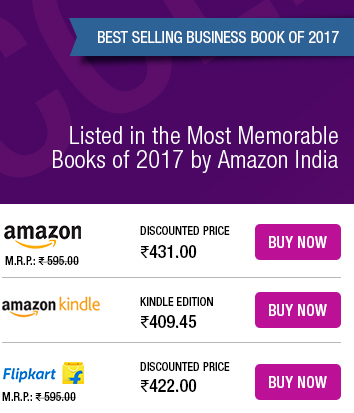 BEST SELLING BUSINESS BOOK OF 2017
Listed in the Most Memorable
Books of 2017 by Amazon India
amazon
M.R.P.: ₹ 595.00
DISCOUNTED PRICE
₹431.00
BUY NOW
amazon kindle
KINDLE EDITION
₹409.45
BUY NOW
Flipkart
M.R.P.: ₹ 595.00
DISCOUNTED PRICE
₹422.00
BUY NOW